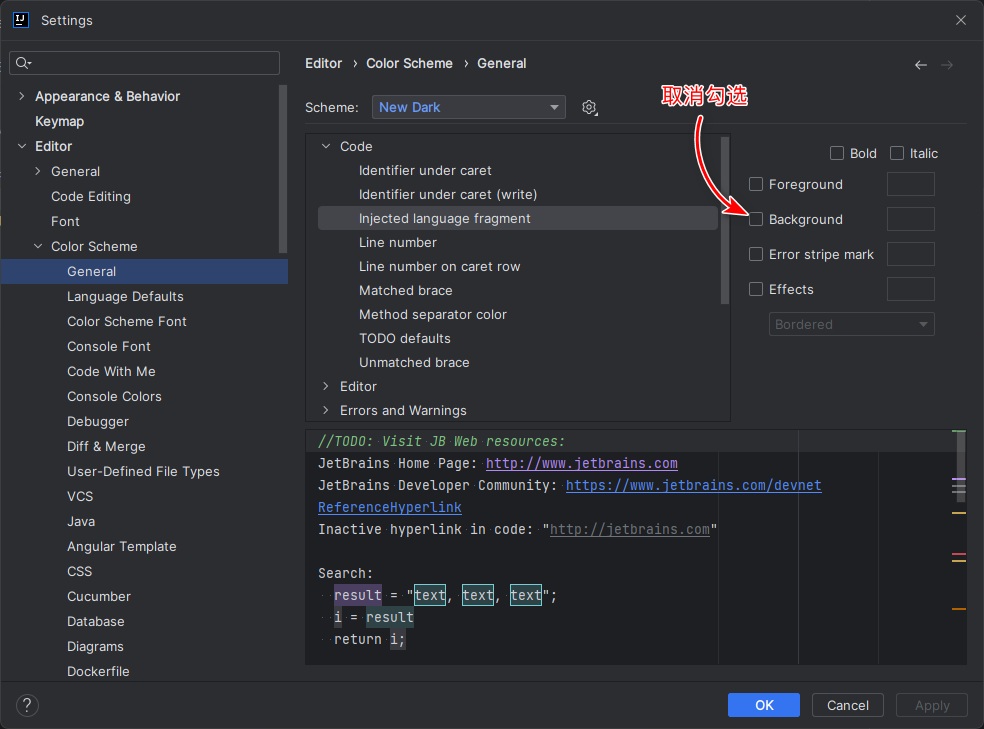 Settings
Appearance & Behavior
Keymap
Editor
General
Code Editing
Font
Color Scheme
General
Language Defaults
Color Scheme Font
Console Font
Code With Me
Console Colors
Debugger
Diff & Merge
User-Defined File Types
VCS
Java
Angular Template
CSS
Cucumber
Database
Diagrams
Dockerfile
Editor › Color Scheme › General
Scheme: New Dark
取消勾选
Code
Identifier under caret
Identifier under caret (write)
Injected language fragment
Line number
Line number on caret row
Matched brace
Method separator color
TODO defaults
Unmatched brace
Editor
Errors and Warnings
Bold Italic
Foreground
Background
Error stripe mark
Effects
Bordered
//TODO: Visit JB Web resources:
JetBrains Home Page: http://www.jetbrains.com
JetBrains Developer Community: https://www.jetbrains.com/devnet
ReferenceHyperlink
Inactive hyperlink in code: "http://jetbrains.com"
Search:
result = "text, text, text";
i = result
return i;
?
OK Cancel Apply